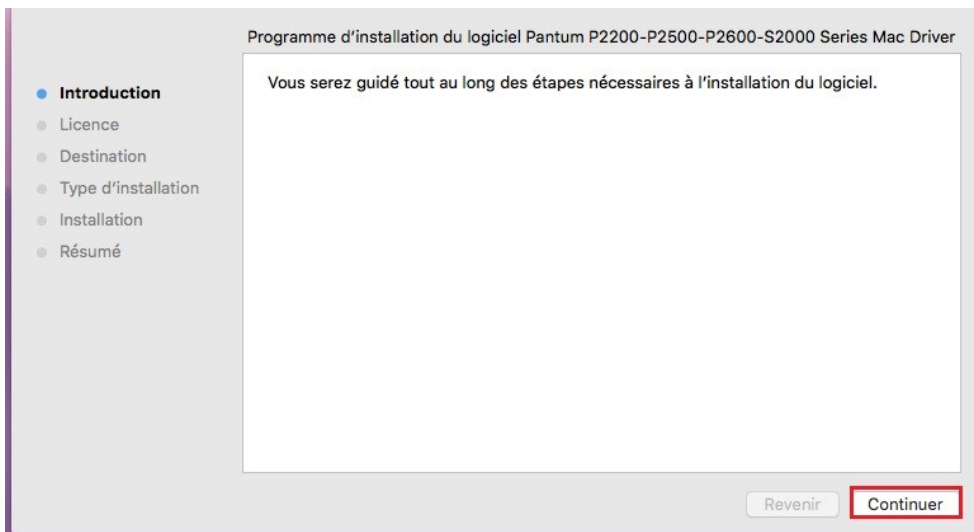 Programme d'installation du logiciel Pantum P2200-P2500-P2600-S2000 Series Mac Driver
Vous serez guidé tout au long des étapes nécessaires à l'installation du logiciel.
Introduction
Licence
Destination
Type d'installation
Installation
Résumé
Revenir
Continuer